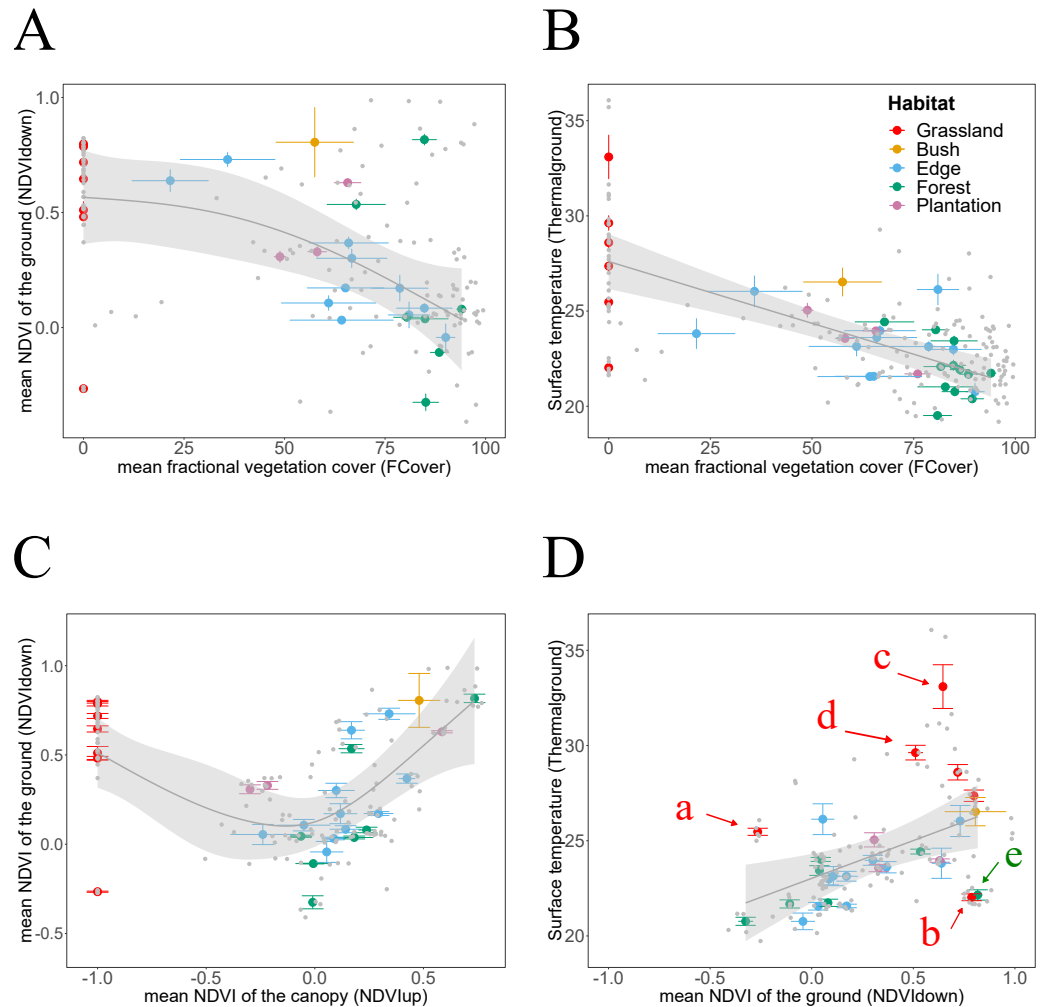 A
B
mean NDVI of the ground (NDVIdown)
1.0
0.5
0.0
0
25
50
75
100
mean fractional vegetation cover (FCover)
Surface temperature (Thermalground)
35
30
25
20
0
25
50
75
100
mean fractional vegetation cover (FCover)
Habitat
Grassland
Bush
Edge
Forest
Plantation
C
D
mean NDVI of the ground (NDVIdown)
1.0
0.5
0.0
-0.5
-1.0
-0.5
0.0
0.5
mean NDVI of the canopy (NDVIup)
Surface temperature (Thermalground)
35
30
25
20
-1.0
-0.5
0.0
0.5
1.0
mean NDVI of the ground (NDVIdown)
c
d
a
e
b